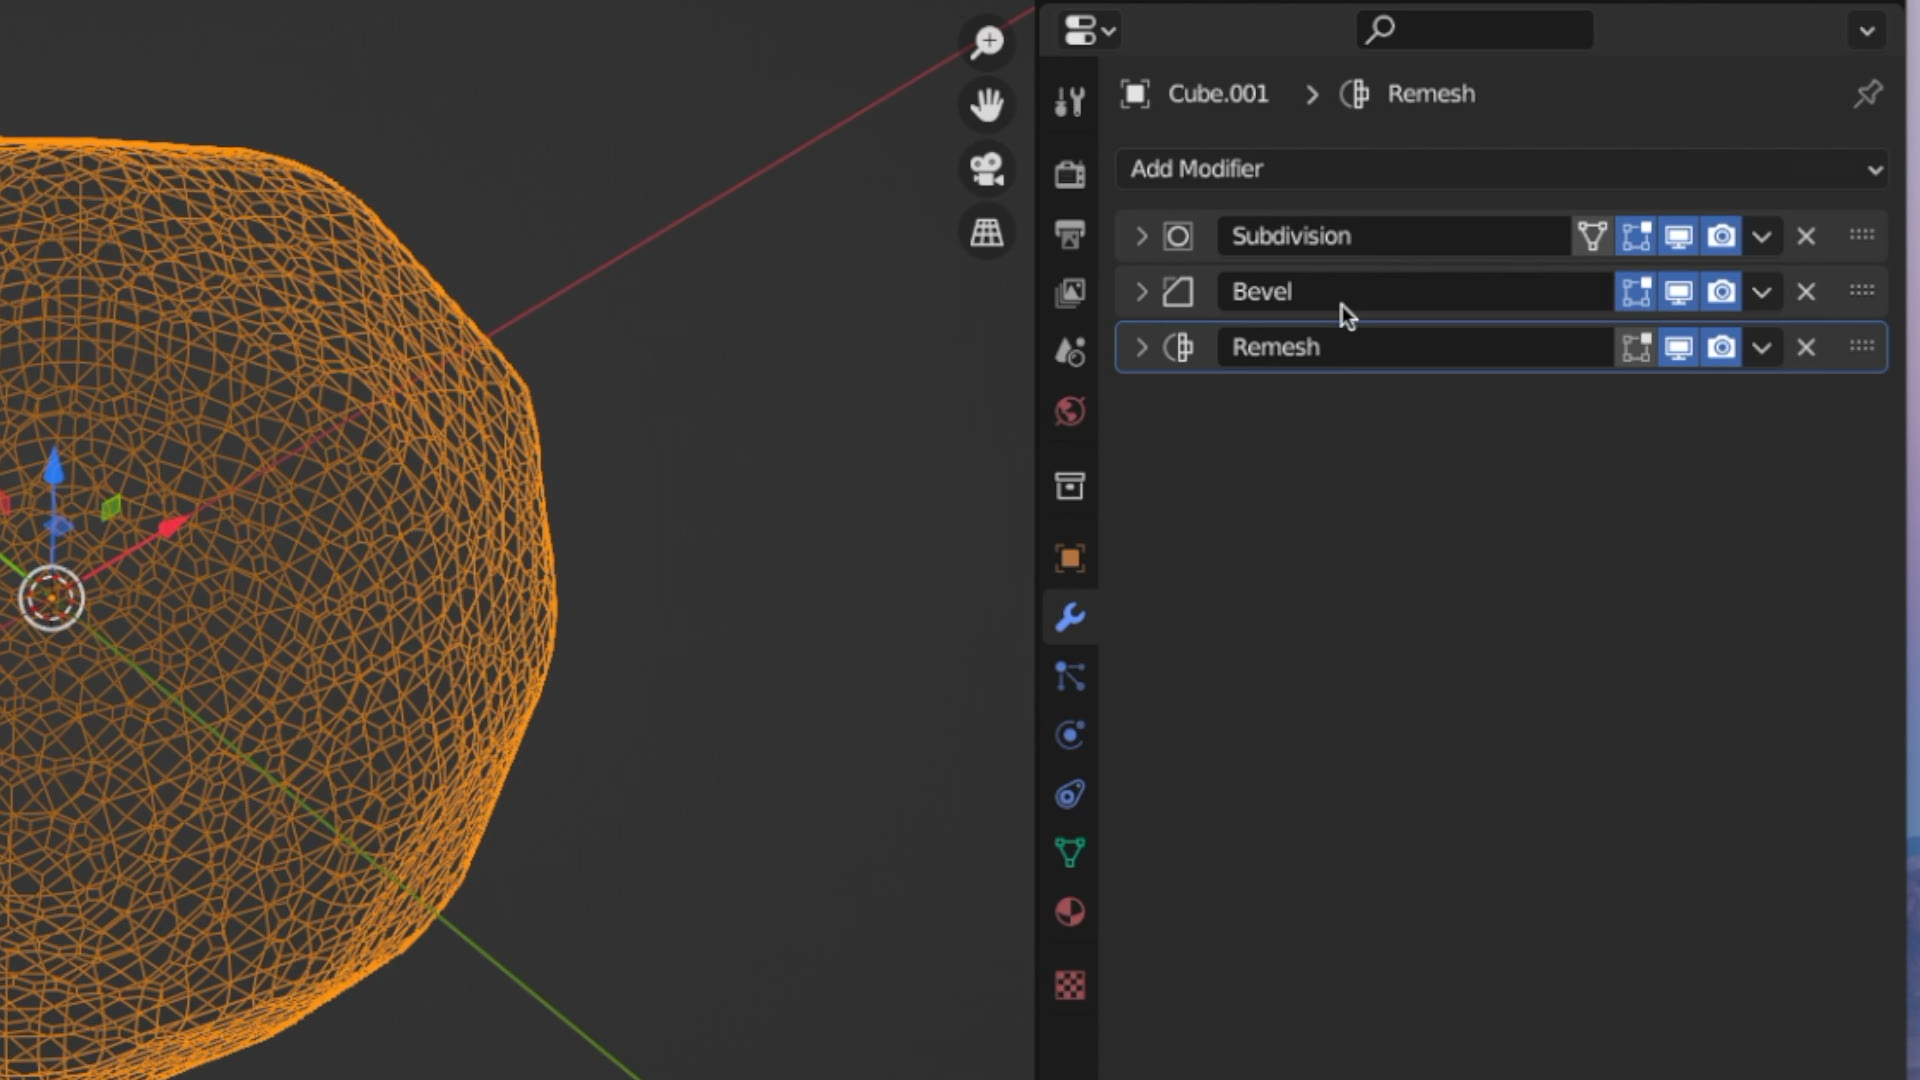 Cube.001 > Remesh
Add Modifier
Subdivision
Bevel
Remesh